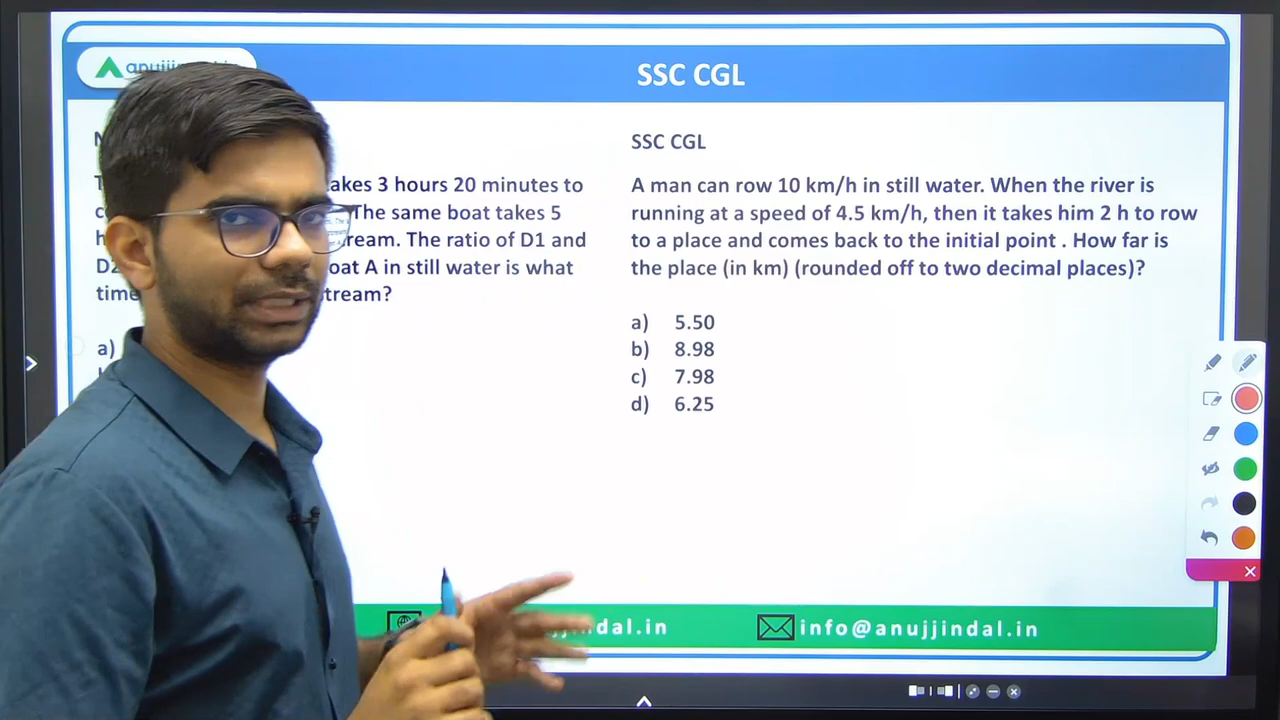 SSC CGL
takes 3 hours 20 minutes to
The same boat takes 5
ream. The ratio of D1 and
oat A in still water is what
time tream?
a)
SSC CGL
A man can row 10 km/h in still water. When the river is
running at a speed of 4.5 km/h, then it takes him 2 h to row
to a place and comes back to the initial point . How far is
the place (in km) (rounded off to two decimal places)?
a) 5.50
b) 8.98
c) 7.98
d) 6.25
jjindal.in
info@anujjindal.in